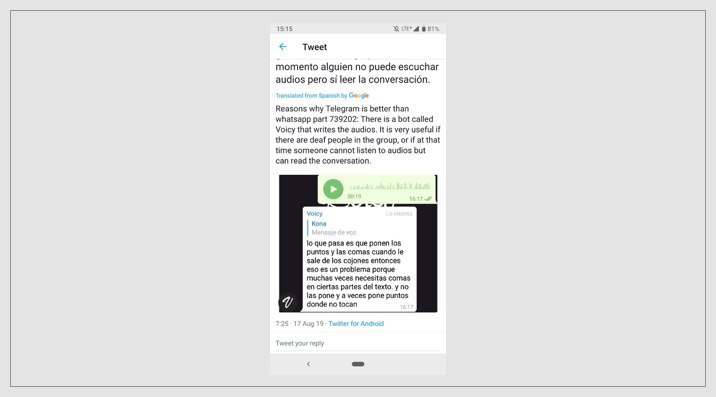 15:15
LTE 81%
Tweet
momento alguien no puede escuchar
audios pero sí leer la conversación.
Translated from Spanish by Google
Reasons why Telegram is better than
whatsapp part 739202: There is a bot called
Voicy that writes the audios. It is very useful if
there are deaf people in the group, or if at that
time someone cannot listen to audios but
can read the conversation.
00:19
16:17
Voicy
Lo intenta
Koria
Mensaje de voz
lo que pasa es que ponen los
puntos y las comas cuando le
sale de los cojones entonces
eso es un problema porque
muchas veces necesitas comas
en ciertas partes del texto. y no
las pone y a veces pone puntos
donde no tocan
16:17
7:25 · 17 Aug 19 · Twitter for Android
Tweet your reply